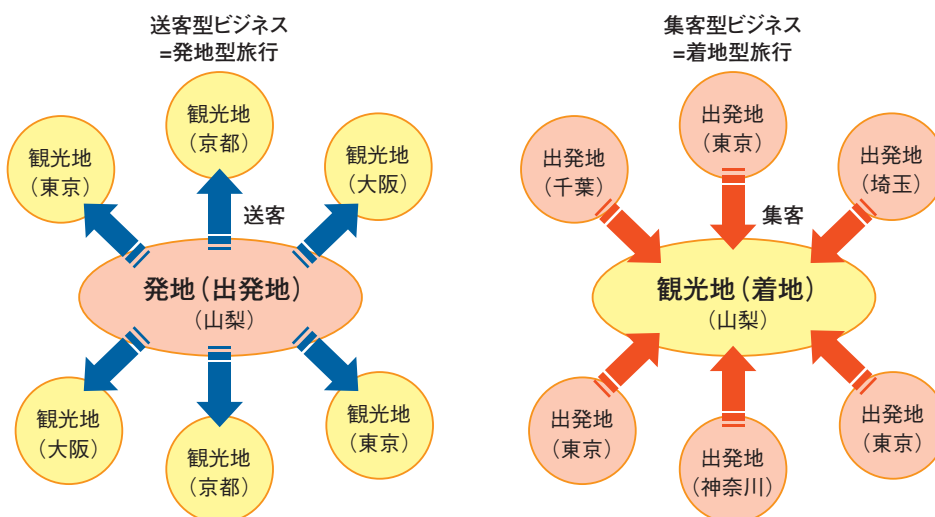 送客型ビジネス
=発地型旅行
観光地
(京都)
観光地
(東京)
観光地
(大阪)
送客
発地(出発地)
(山梨)
観光地
(大阪)
観光地
(京都)
観光地
(東京)
集客型ビジネス
=着地型旅行
出発地
(東京)
出発地
(千葉)
出発地
(埼玉)
集客
観光地(着地)
(山梨)
出発地
(東京)
出発地
(神奈川)
出発地
(東京)